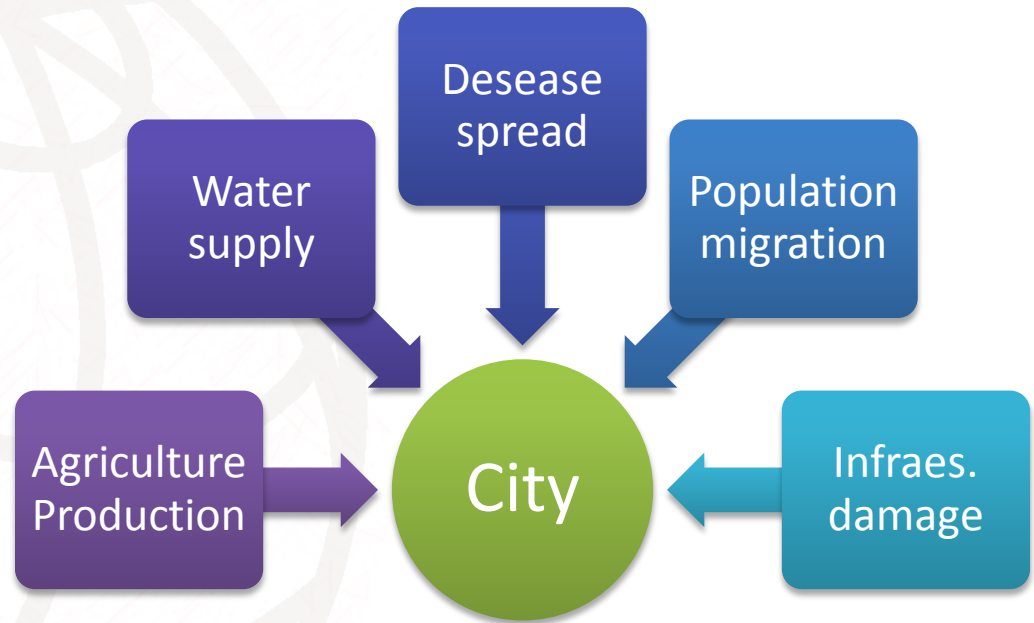 Desease
spread
Water
supply
Population
migration
Agriculture
Production
City
Infraes.
damage